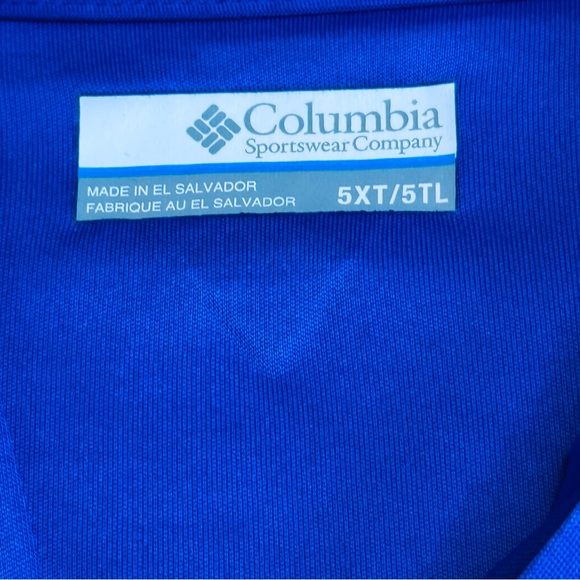 Columbia
Sportswear Company
MADE IN EL SALVADOR
FABRIQUE AU EL SALVADOR
5XT/5TL